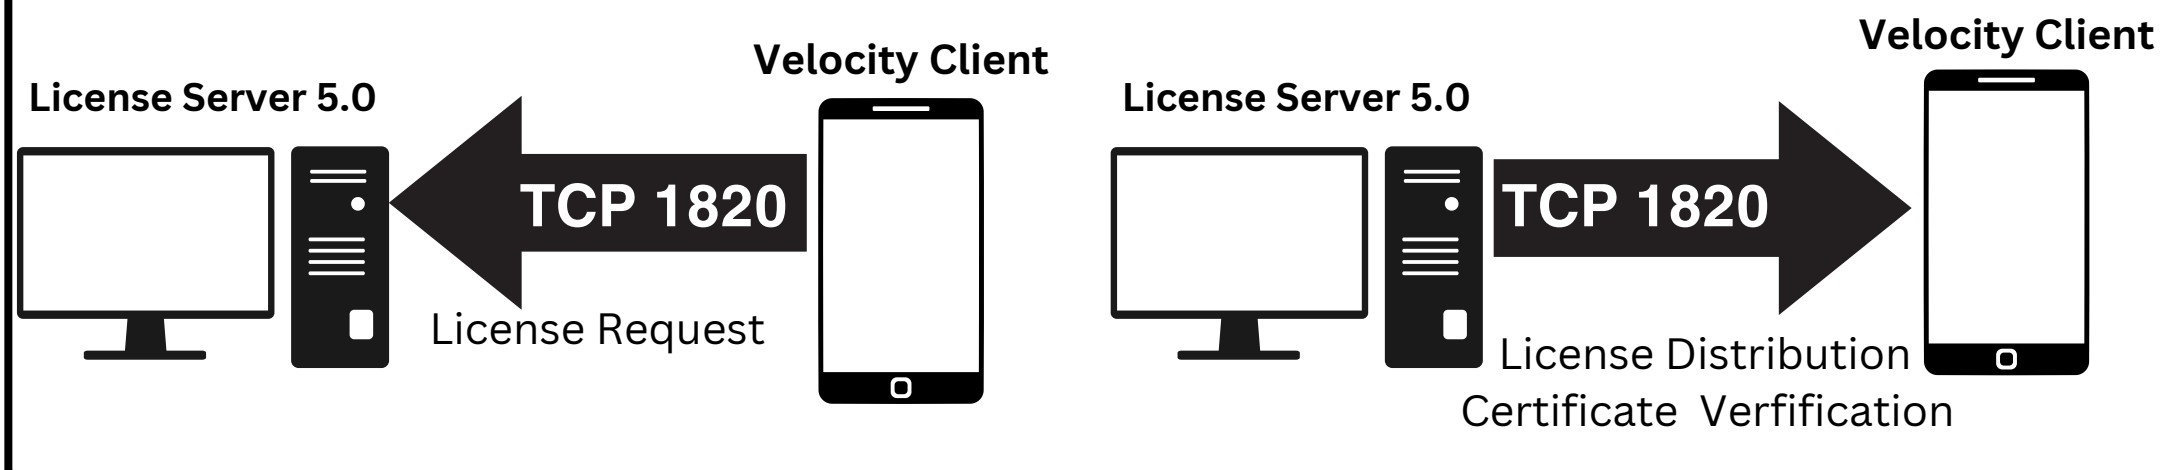 License Server 5.0
Velocity Client
TCP 1820
License Request
License Server 5.0
Velocity Client
TCP 1820
License Distribution
Certificate  Verfification